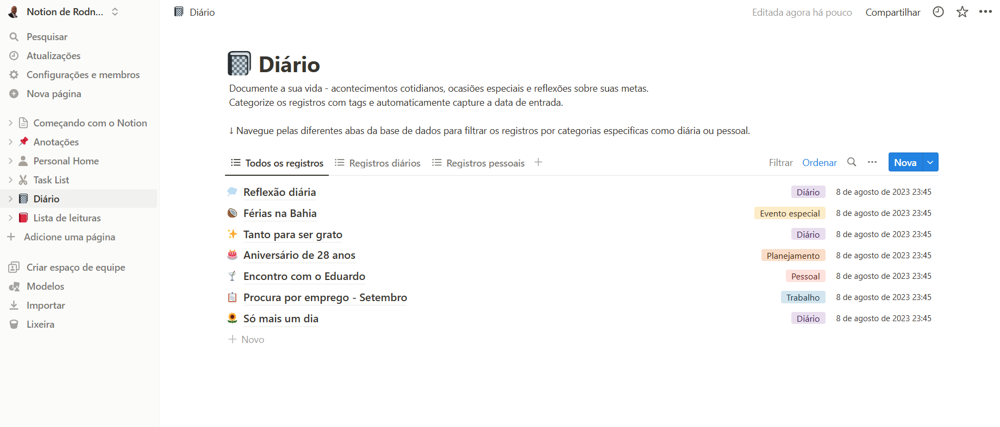 Notion de Rodn...
Pesquisar
Atualizações
Configurações e membros
Nova página
Começando com o Notion
Anotações
Personal Home
Task List
Diário
Lista de leituras
Adicione uma página
Criar espaço de equipe
Modelos
Importar
Lixeira
Diário
Editada agora há pouco
Compartilhar
Diário
Documente a sua vida - acontecimentos cotidianos, ocasiões especiais e reflexões sobre suas metas.
Categorize os registros com tags e automaticamente capture a data de entrada.
↓ Navegue pelas diferentes abas da base de dados para filtrar os registros por categorias especificas como diária ou pessoal.
Todos os registros Registros diários Registros pessoais
Filtrar Ordenar Nova
Reflexão diária Diário 8 de agosto de 2023 23:45
Férias na Bahia Evento especial 8 de agosto de 2023 23:45
Tanto para ser grato Diário 8 de agosto de 2023 23:45
Aniversário de 28 anos Planejamento 8 de agosto de 2023 23:45
Encontro com o Eduardo Pessoal 8 de agosto de 2023 23:45
Procura por emprego - Setembro Trabalho 8 de agosto de 2023 23:45
Só mais um dia Diário 8 de agosto de 2023 23:45
Novo